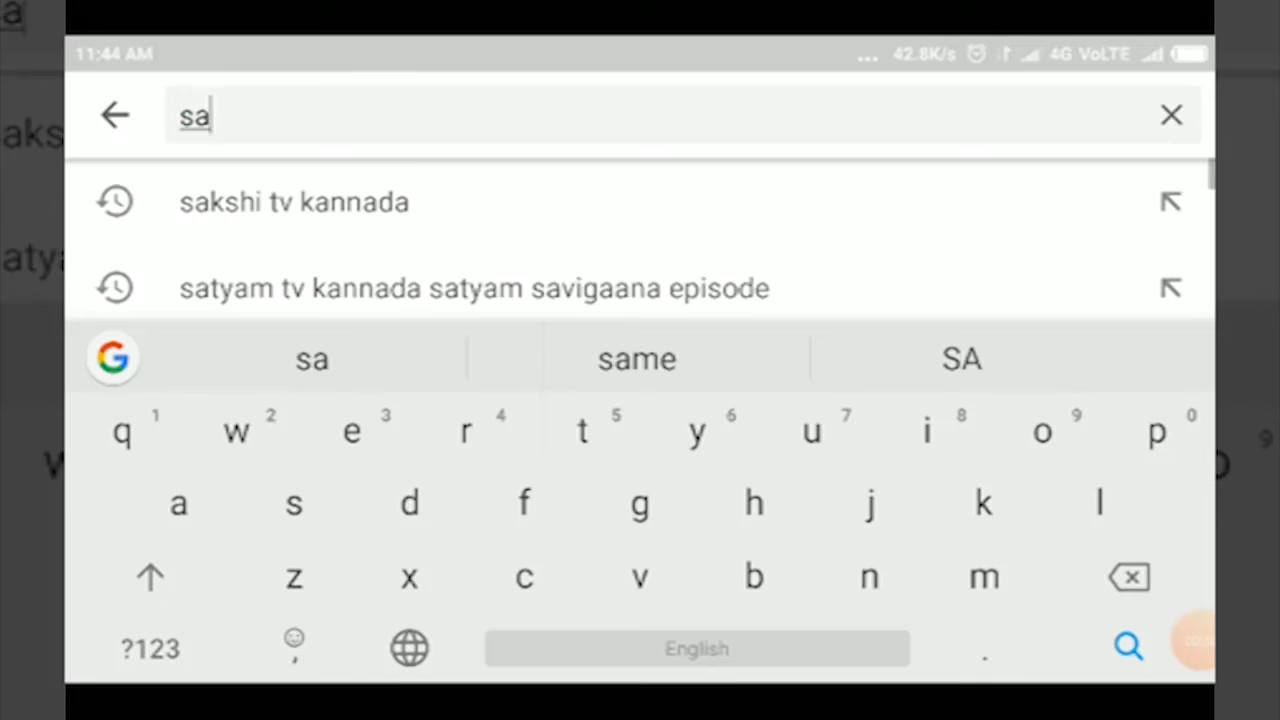 11:44 AM ... 42.8K/s 4G VoLTE
sa
sakshi tv kannada
satyam tv kannada satyam savigaana episode
sa same SA
q 1 w 2 e 3 r 4 t 5 y 6 u 7 i 8 o 9 p 0
a s d f g h j k l
z x c v b n m
?123 , English .